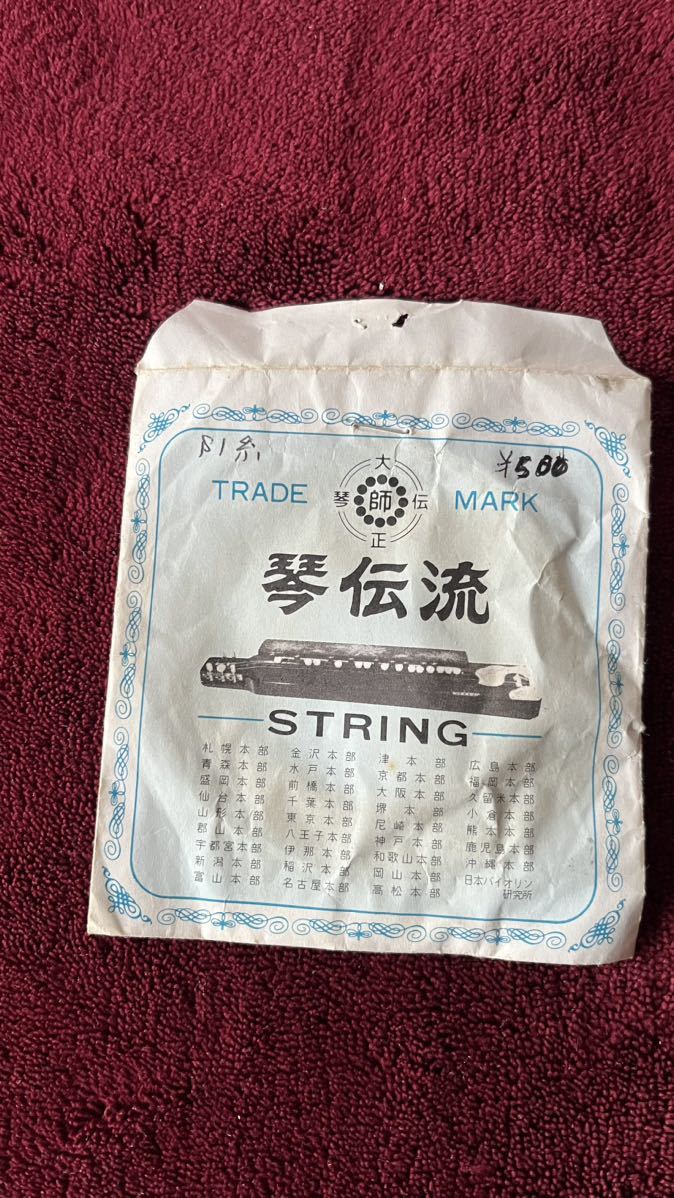 B1糸
¥500
TRADE MARK
大
琴 師 伝
正
琴伝流
STRING
札幌本部 金沢本部 津本部 広島本部
青森本部 水戸本部 京都本部 福岡本部
盛岡本部 前橋本部 大阪本部 久留米本部
仙台本部 千葉本部 堺本部 小倉本部
山形本部 東京本部 尼崎本部 熊本本部
郡山本部 八王子本部 神戸本部 鹿児島本部
宇都宮本部 伊那本部 和歌山本部 沖縄本部
新潟本部 稲沢本部 岡山本部 日本バイオリン
富山本部 名古屋本部 高松本部 研究所